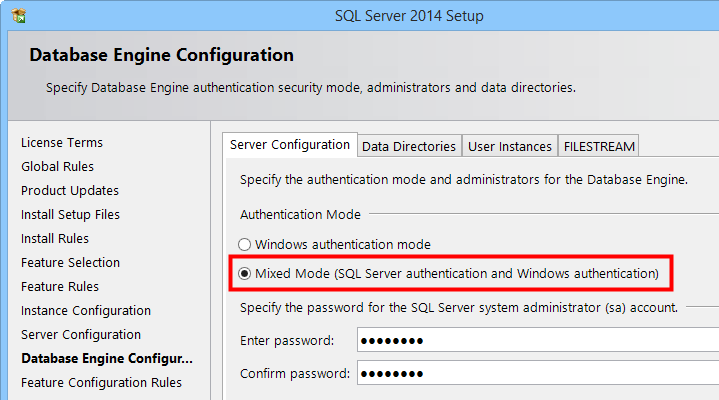 SQL Server 2014 Setup
Database Engine Configuration
Specify Database Engine authentication security mode, administrators and data directories.
License Terms
Global Rules
Product Updates
Install Setup Files
Install Rules
Feature Selection
Feature Rules
Instance Configuration
Server Configuration
Database Engine Configur...
Feature Configuration Rules
Server Configuration Data Directories User Instances FILESTREAM
Specify the authentication mode and administrators for the Database Engine.
Authentication Mode
Windows authentication mode
Mixed Mode (SQL Server authentication and Windows authentication)
Specify the password for the SQL Server system administrator (sa) account.
Enter password: ●●●●●●●●
Confirm password: ●●●●●●●●